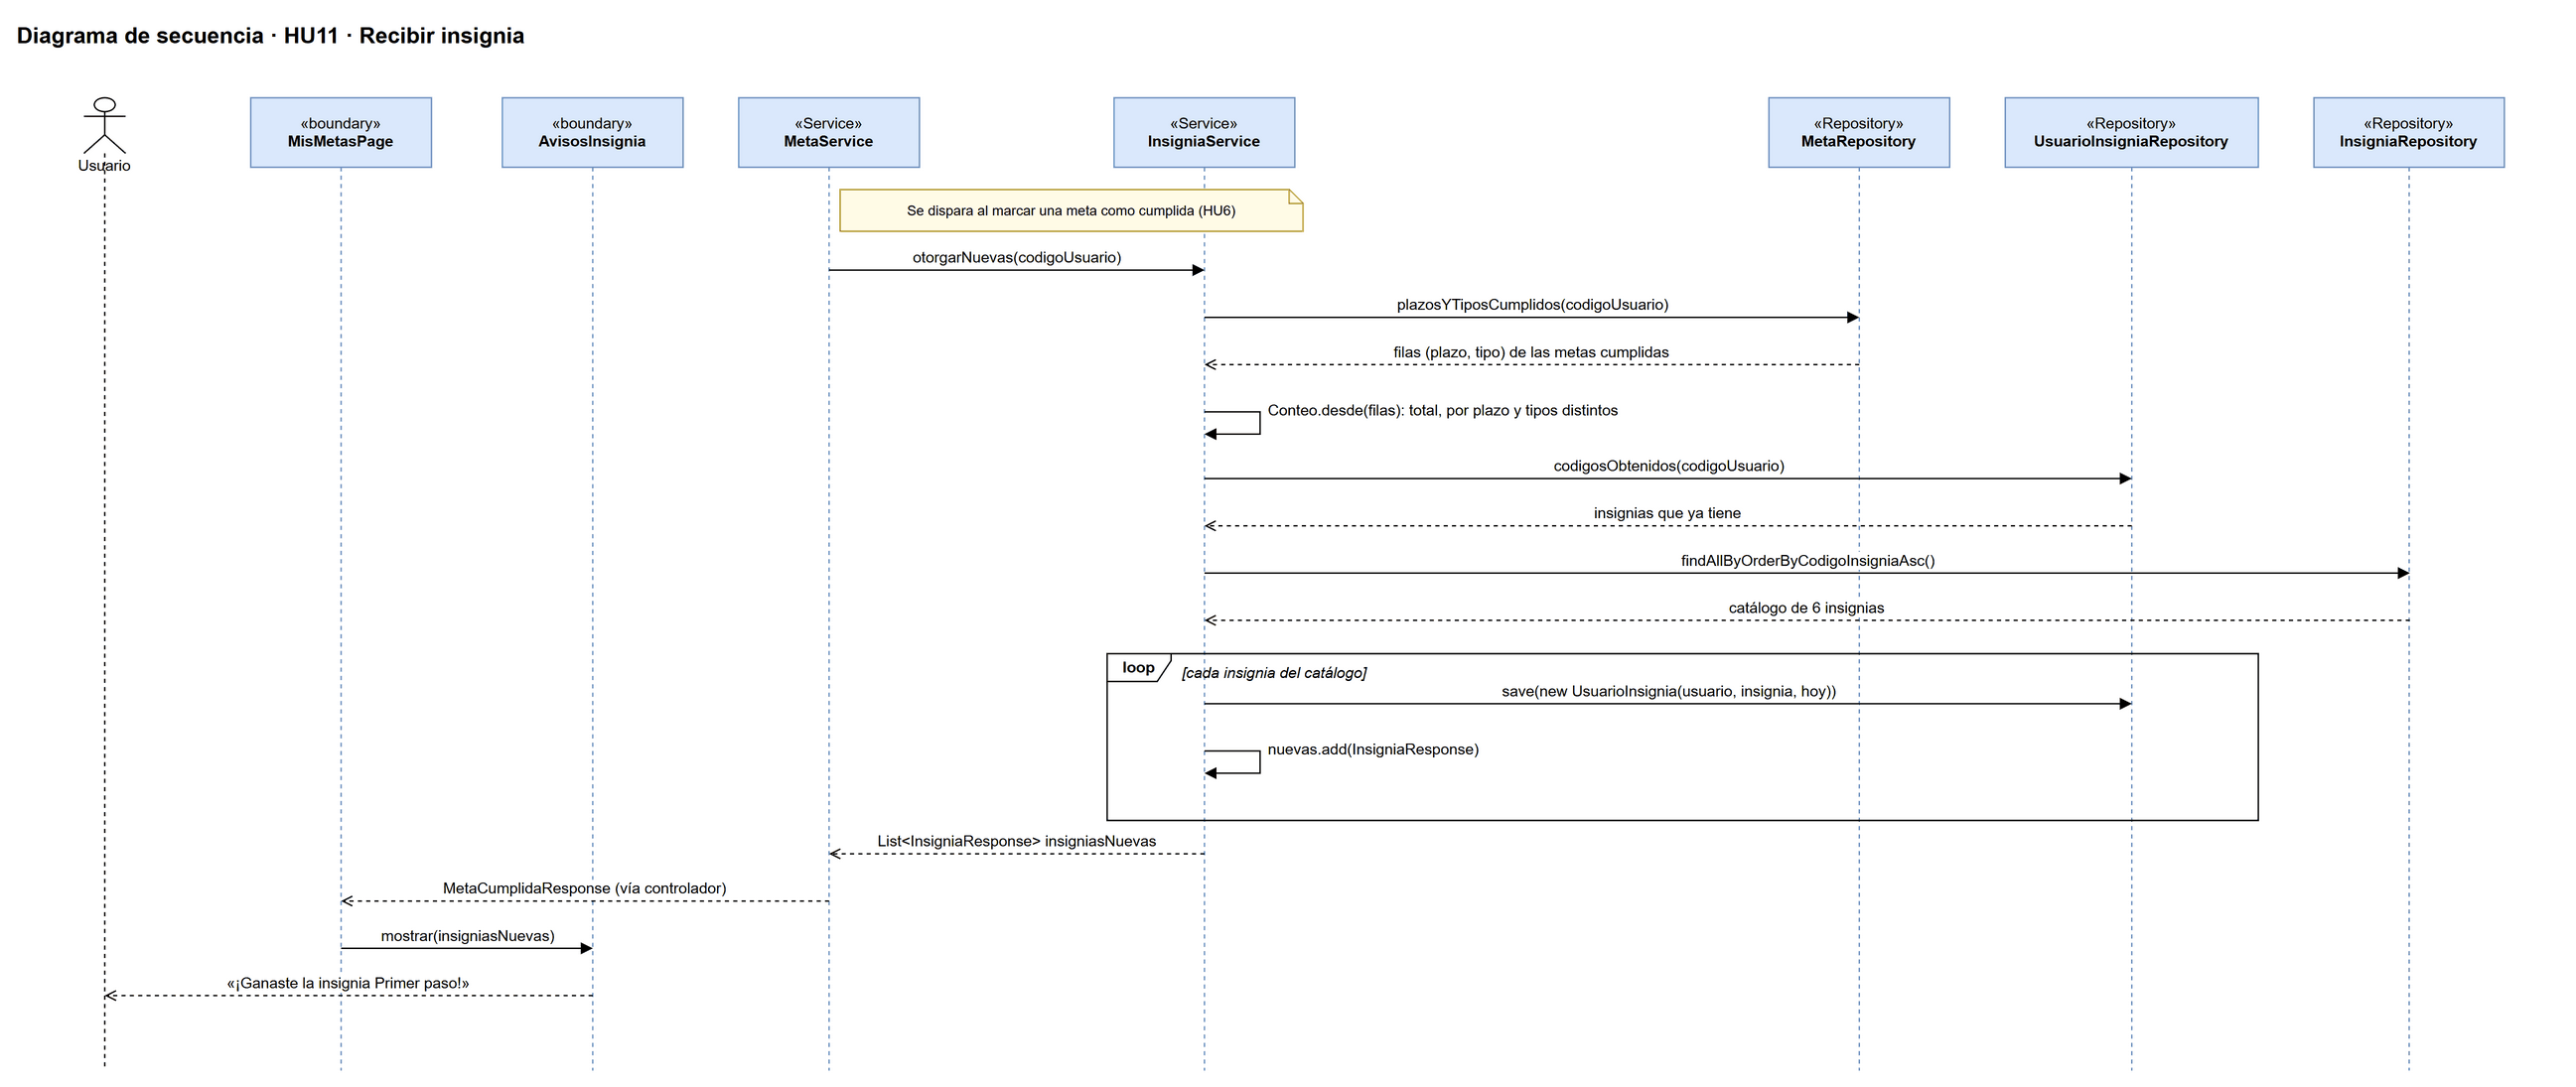 Diagrama de secuencia · HU11 · Recibir insignia
Usuario
«boundary»
MisMetasPage
«boundary»
AvisosInsignia
«Service»
MetaService
«Service»
InsigniaService
«Repository»
MetaRepository
«Repository»
UsuarioInsigniaRepository
«Repository»
InsigniaRepository
Se dispara al marcar una meta como cumplida (HU6)
otorgarNuevas(codigoUsuario)
plazosYTiposCumplidos(codigoUsuario)
filas (plazo, tipo) de las metas cumplidas
Conteo.desde(filas): total, por plazo y tipos distintos
codigosObtenidos(codigoUsuario)
insignias que ya tiene
findAllByOrderByCodigoInsigniaAsc()
catálogo de 6 insignias
loop
[cada insignia del catálogo]
save(new UsuarioInsignia(usuario, insignia, hoy))
nuevas.add(InsigniaResponse)
List<InsigniaResponse> insigniasNuevas
MetaCumplidaResponse (vía controlador)
mostrar(insigniasNuevas)
«¡Ganaste la insignia Primer paso!»